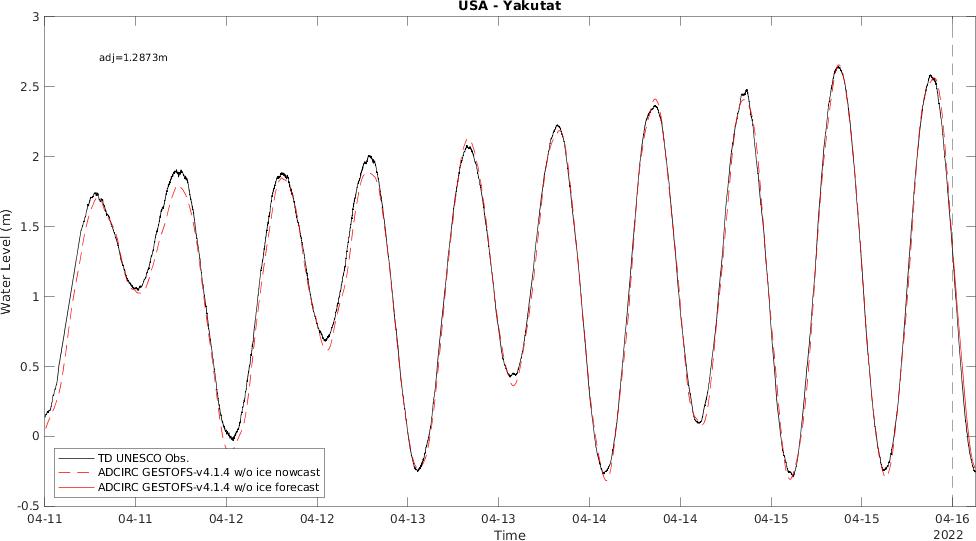 USA - Yakutat
adj=1.2873m
3
2.5
2
1.5
1
0.5
0
-0.5
Water Level (m)
TD UNESCO Obs.
ADCIRC GESTOFS-v4.1.4 w/o ice nowcast
ADCIRC GESTOFS-v4.1.4 w/o ice forecast
04-11 04-11 04-12 04-12 04-13 04-13 04-14 04-14 04-15 04-15 04-16
Time 2022